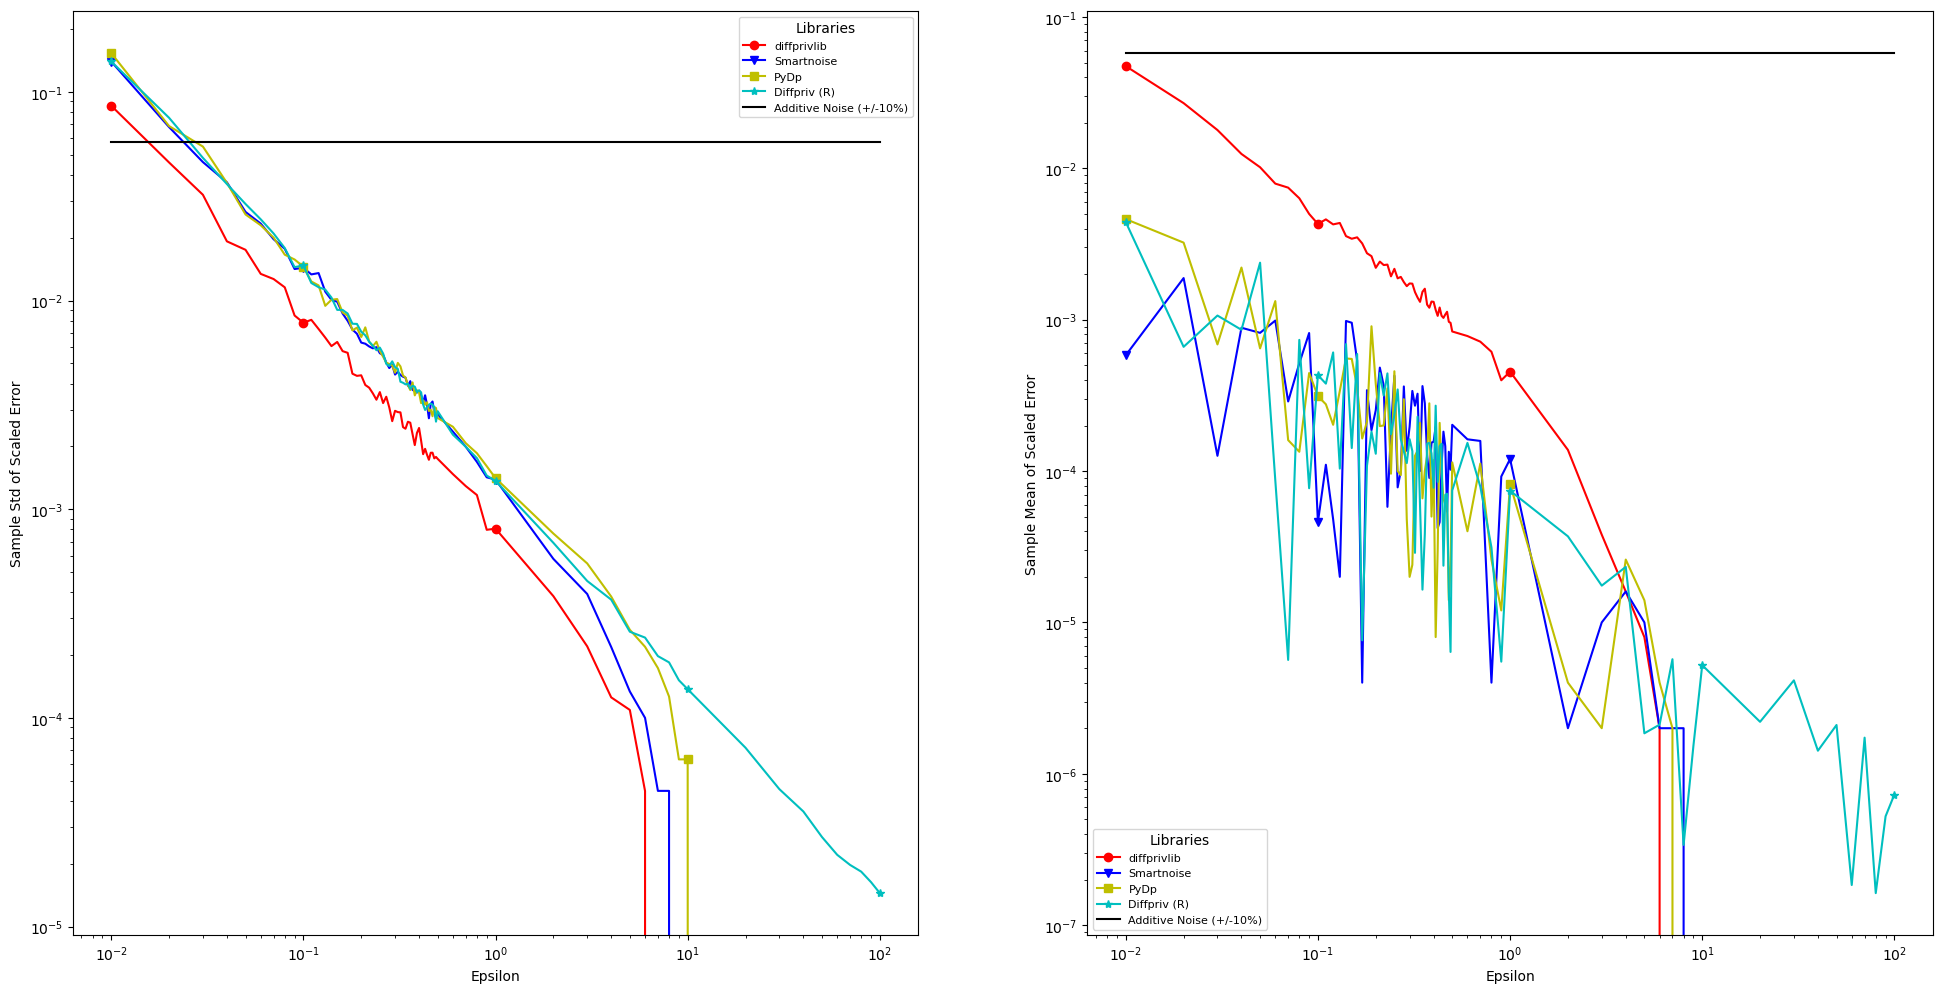 Sample Std of Scaled Error
10⁻¹
10⁻²
10⁻³
10⁻⁴
10⁻⁵
Libraries
diffprivlib
Smartnoise
PyDp
Diffpriv (R)
Additive Noise (+/-10%)
10⁻² 10⁻¹ 10⁰ 10¹ 10²
Epsilon
Sample Mean of Scaled Error
10⁻¹
10⁻²
10⁻³
10⁻⁴
10⁻⁵
10⁻⁶
10⁻⁷
Libraries
diffprivlib
Smartnoise
PyDp
Diffpriv (R)
Additive Noise (+/-10%)
10⁻² 10⁻¹ 10⁰ 10¹ 10²
Epsilon